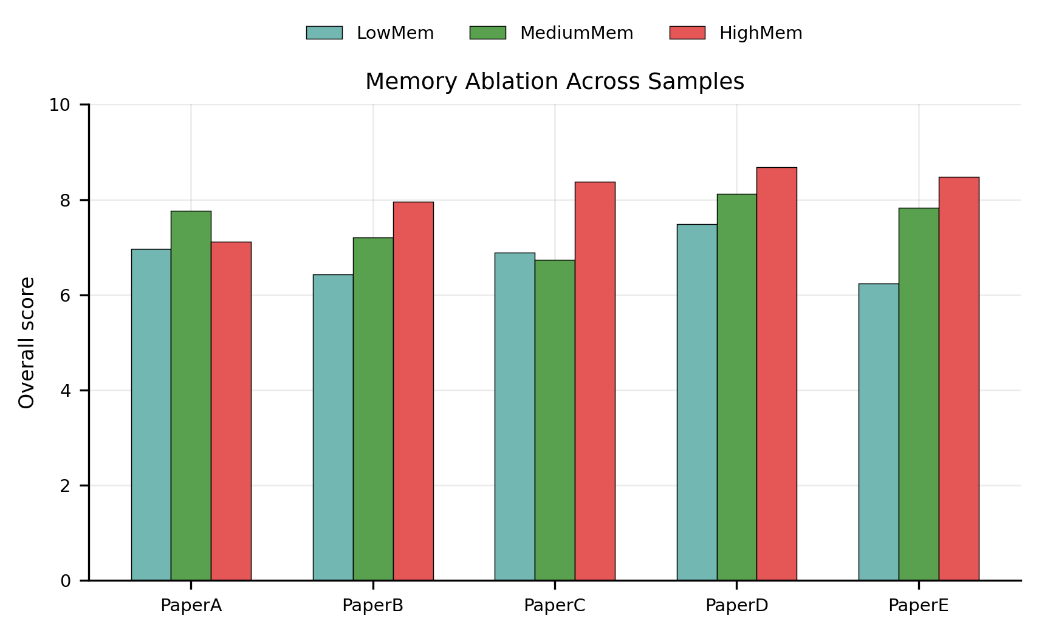 LowMem MediumMem HighMem
Memory Ablation Across Samples
Overall score
10
8
6
4
2
0
PaperA PaperB PaperC PaperD PaperE